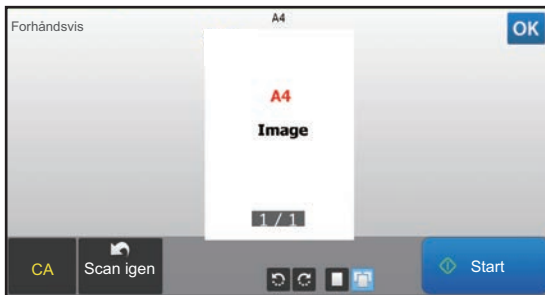 A4
Forhåndsvis
OK
A4
Image
1 / 1
CA
Scan igen
Start